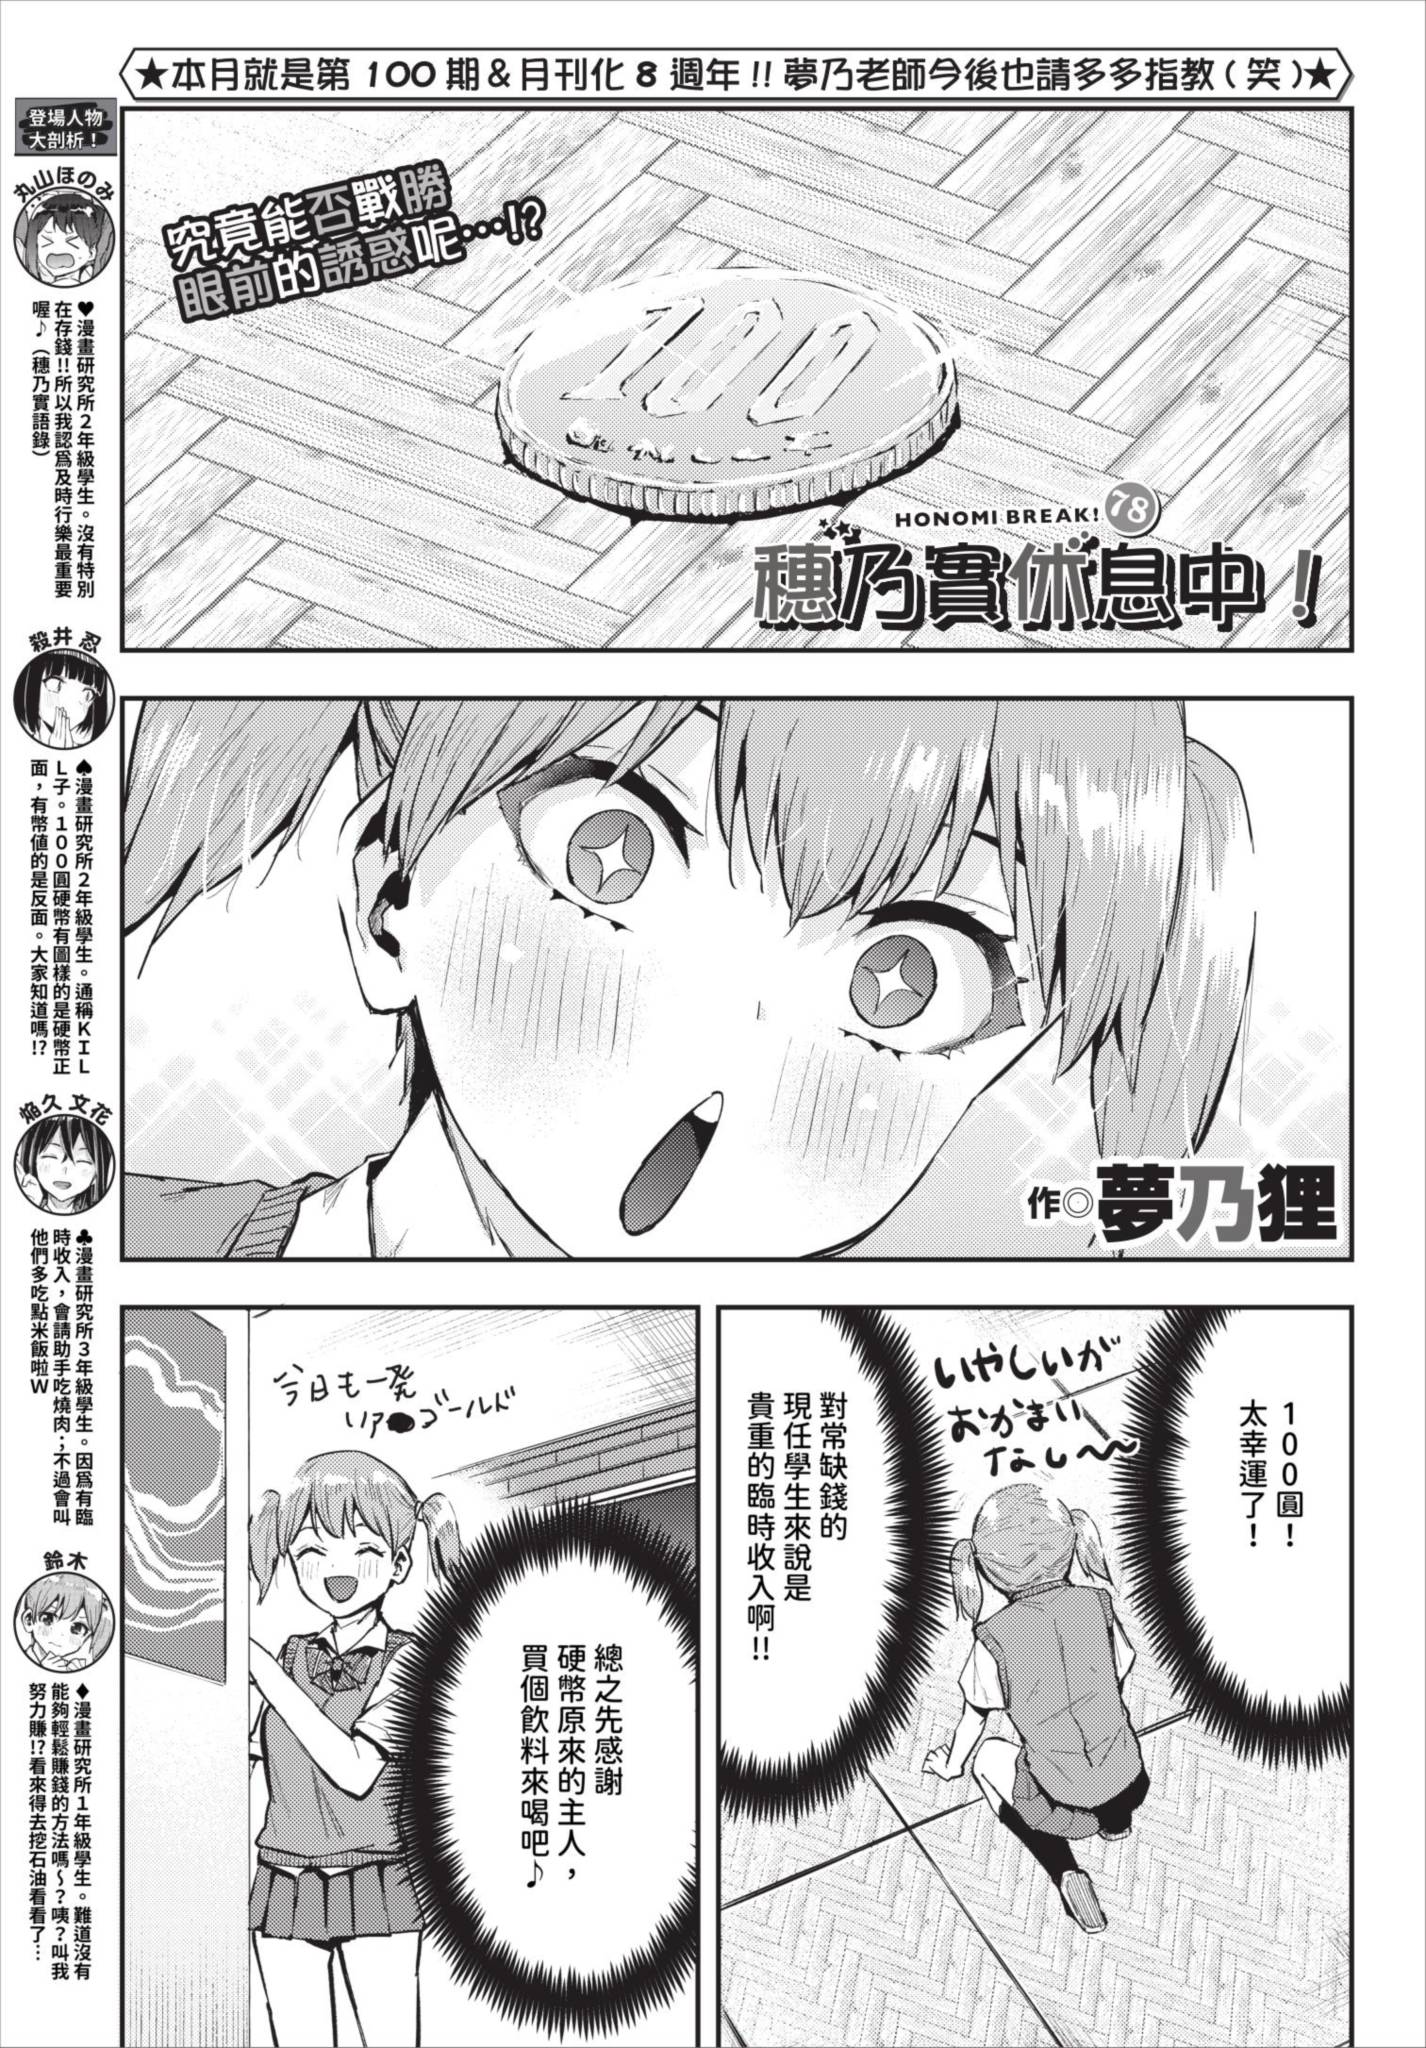 ★本月就是第100期＆月刊化8週年!!夢乃老師今後也請多多指教(笑)★
登場人物
大剖析！
究竟能否戰勝
眼前的誘惑呢…!?
100
HONOMI BREAK! 78
穗乃實休息中！
作◎夢乃狸
丸山ほのみ
♥漫畫研究所2年級學生。沒有特別
在存錢!!所以我認爲及時行樂最重要
喔♪（穗乃實語錄）
殺井 忍
♠漫畫研究所2年級學生。通稱KIL
L子。100圓硬幣有圖樣的是硬幣正
面，有幣値的是反面。大家知道嗎!?
焔久 文花
♣漫畫研究所3年級學生。因爲有臨
時收入，會請助手吃燒肉；不過會叫
他們多吃點米飯啦W
鈴木
♦漫畫研究所1年級學生。難道沒有
能夠輕鬆賺錢的方法嗎～？咦？叫我
努力賺!?看來得去挖石油看看了…
100圓！
太幸運了！
いやしいが
おかまい
なし～～
對常缺錢的
現任學生來說是
貴重的臨時收入啊!!
總之先感謝
硬幣原來的主人，
買個飲料來喝吧♪
今日も一発
リア●ゴールド